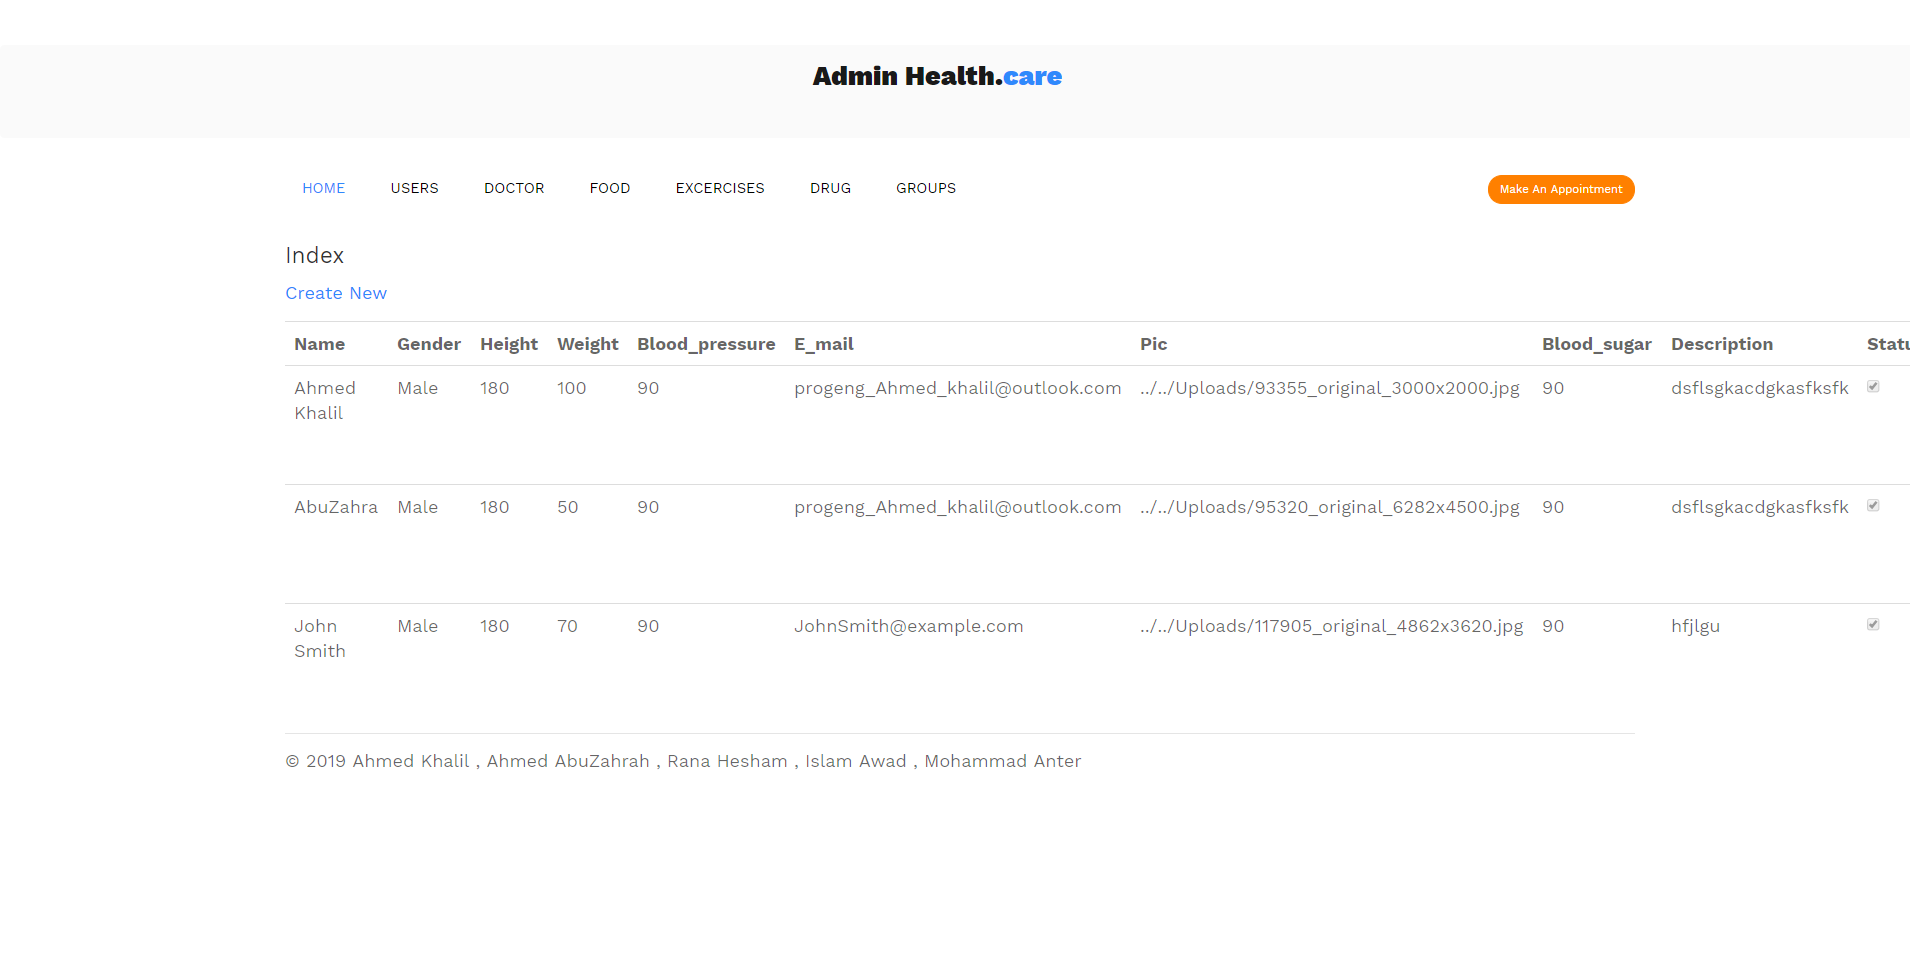 Admin Health.care
HOME USERS DOCTOR FOOD EXCERCISES DRUG GROUPS Make An Appointment
Index
Create New
Name Gender Height Weight Blood_pressure E_mail Pic Blood_sugar Description Statu
Ahmed Male 180 100 90 progeng_Ahmed_khalil@outlook.com ../../Uploads/93355_original_3000x2000.jpg 90 dsflsgkacdgkasfksfk
Khalil
AbuZahra Male 180 50 90 progeng_Ahmed_khalil@outlook.com ../../Uploads/95320_original_6282x4500.jpg 90 dsflsgkacdgkasfksfk
John Male 180 70 90 JohnSmith@example.com ../../Uploads/117905_original_4862x3620.jpg 90 hfjlgu
Smith
© 2019 Ahmed Khalil , Ahmed AbuZahrah , Rana Hesham , Islam Awad , Mohammad Anter